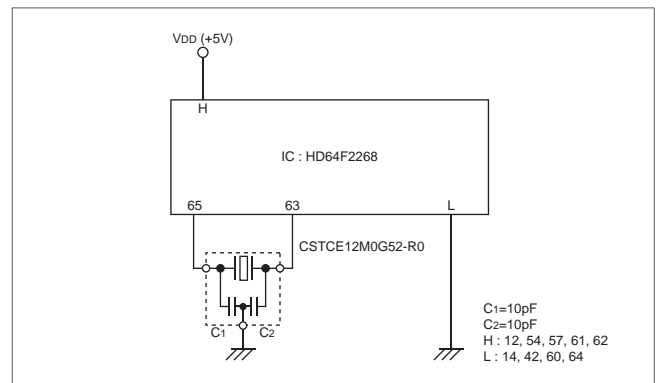 VDD (+5V)
H
IC : HD64F2268
65 63 L
CSTCE12M0G52-R0
C1 C2
C1=10pF
C2=10pF
H : 12, 54, 57, 61, 62
L : 14, 42, 60, 64